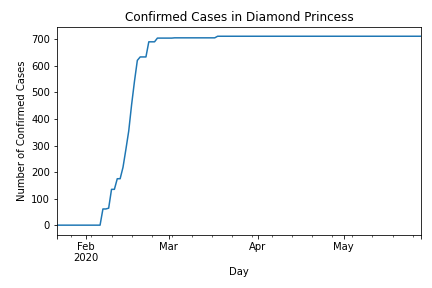 Confirmed Cases in Diamond Princess
Number of Confirmed Cases
700
600
500
400
300
200
100
0
Feb
2020
Mar
Apr
May
Day